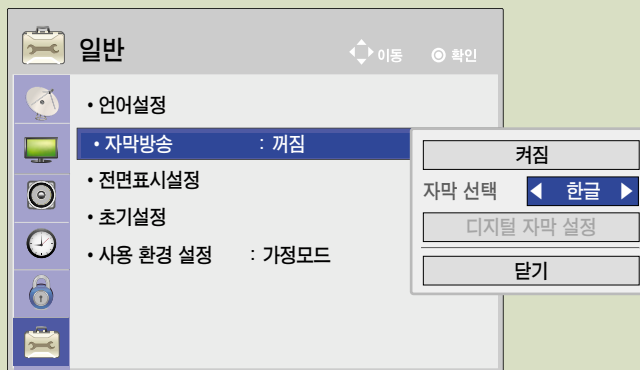 일반 이동 확인
• 언어설정
• 자막방송 : 꺼짐
• 전면표시설정
• 초기설정
• 사용 환경 설정 : 가정모드
켜짐
자막 선택 ◀ 한글 ▶
디지털 자막 설정
닫기